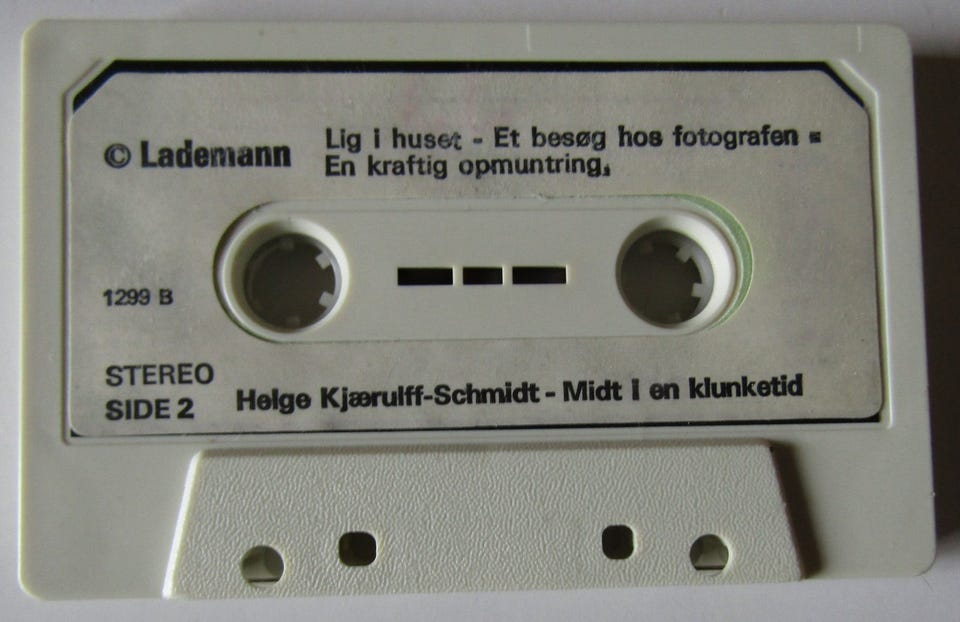 © Lademann
Lig i huset - Et besøg hos fotografen =
En kraftig opmuntring.
1299 B
STEREO
SIDE 2
Helge Kjærulff-Schmidt - Midt i en klunketid